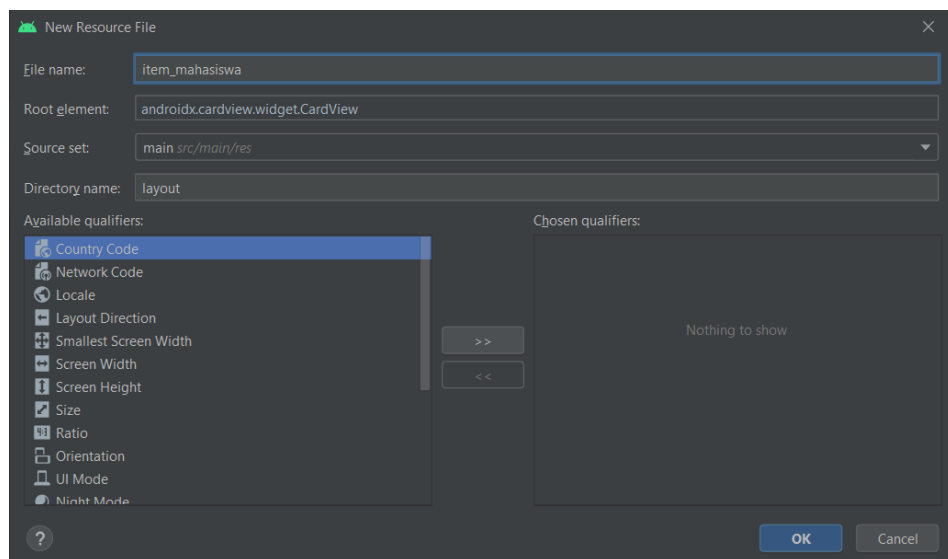 New Resource File
File name: item_mahasiswa
Root element: androidx.cardview.widget.CardView
Source set: main src/main/res
Directory name: layout
Available qualifiers:
Country Code
Network Code
Locale
Layout Direction
Smallest Screen Width
Screen Width
Screen Height
Size
Ratio
Orientation
UI Mode
Night Mode
>>
<<
Chosen qualifiers:
Nothing to show
?
OK Cancel